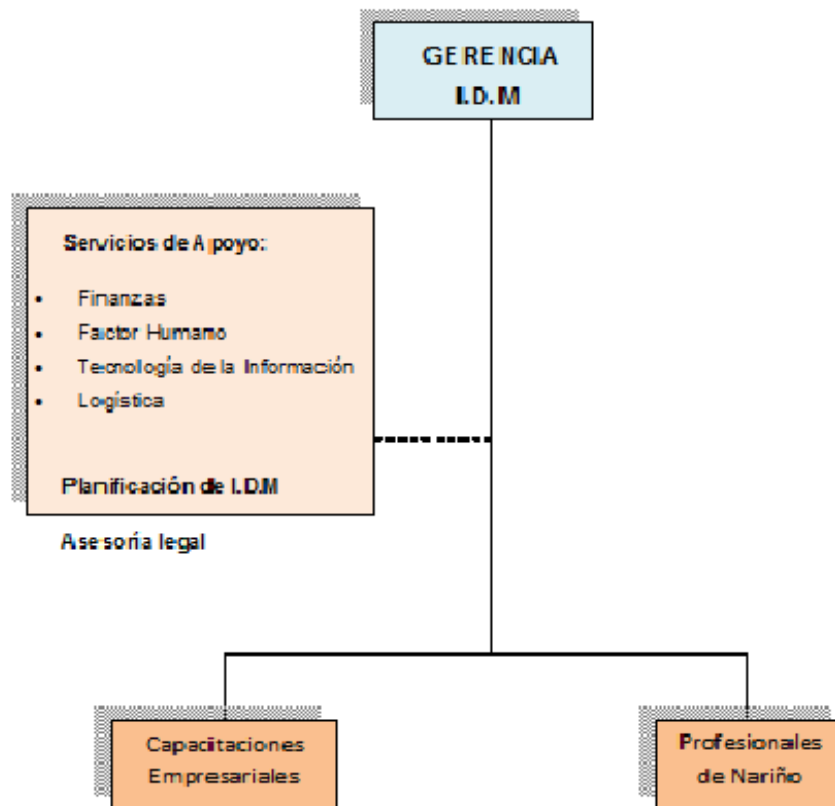 GERENCIA
I.D.M
Servicios de Apoyo:
• Finanzas
• Factor Humano
• Tecnología de la Información
• Logística
Planificación de I.D.M
Asesoría legal
Capacitaciones
Empresariales
Profesionales
de Nariño